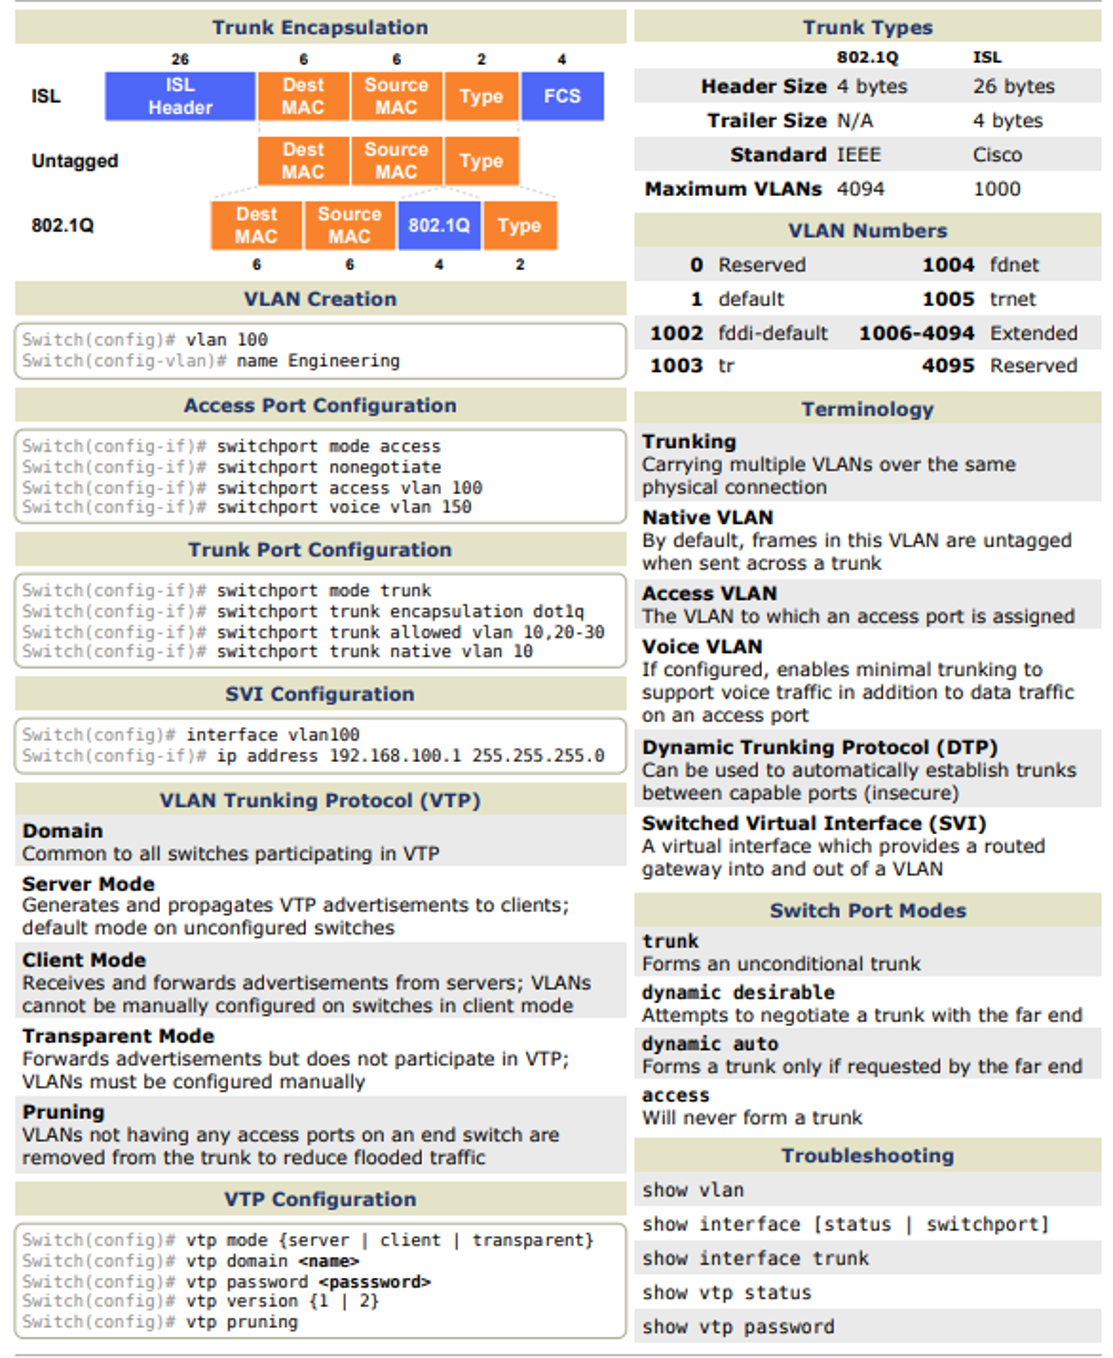 Trunk Encapsulation
26 6 6 2 4
ISL
ISL Header
Dest MAC
Source MAC
Type
FCS
Untagged
Dest MAC
Source MAC
Type
802.1Q
Dest MAC
Source MAC
802.1Q
Type
6 6 4 2
VLAN Creation
Switch(config)# vlan 100
Switch(config-vlan)# name Engineering
Access Port Configuration
Switch(config-if)# switchport mode access
Switch(config-if)# switchport nonegotiate
Switch(config-if)# switchport access vlan 100
Switch(config-if)# switchport voice vlan 150
Trunk Port Configuration
Switch(config-if)# switchport mode trunk
Switch(config-if)# switchport trunk encapsulation dot1q
Switch(config-if)# switchport trunk allowed vlan 10,20-30
Switch(config-if)# switchport trunk native vlan 10
SVI Configuration
Switch(config)# interface vlan100
Switch(config-if)# ip address 192.168.100.1 255.255.255.0
VLAN Trunking Protocol (VTP)
Domain
Common to all switches participating in VTP
Server Mode
Generates and propagates VTP advertisements to clients;
default mode on unconfigured switches
Client Mode
Receives and forwards advertisements from servers; VLANs
cannot be manually configured on switches in client mode
Transparent Mode
Forwards advertisements but does not participate in VTP;
VLANs must be configured manually
Pruning
VLANs not having any access ports on an end switch are
removed from the trunk to reduce flooded traffic
VTP Configuration
Switch(config)# vtp mode {server | client | transparent}
Switch(config)# vtp domain <name>
Switch(config)# vtp password <passsword>
Switch(config)# vtp version {1 | 2}
Switch(config)# vtp pruning
Trunk Types
802.1Q ISL
Header Size 4 bytes 26 bytes
Trailer Size N/A 4 bytes
Standard IEEE Cisco
Maximum VLANs 4094 1000
VLAN Numbers
0 Reserved 1004 fdnet
1 default 1005 trnet
1002 fddi-default 1006-4094 Extended
1003 tr 4095 Reserved
Terminology
Trunking
Carrying multiple VLANs over the same
physical connection
Native VLAN
By default, frames in this VLAN are untagged
when sent across a trunk
Access VLAN
The VLAN to which an access port is assigned
Voice VLAN
If configured, enables minimal trunking to
support voice traffic in addition to data traffic
on an access port
Dynamic Trunking Protocol (DTP)
Can be used to automatically establish trunks
between capable ports (insecure)
Switched Virtual Interface (SVI)
A virtual interface which provides a routed
gateway into and out of a VLAN
Switch Port Modes
trunk
Forms an unconditional trunk
dynamic desirable
Attempts to negotiate a trunk with the far end
dynamic auto
Forms a trunk only if requested by the far end
access
Will never form a trunk
Troubleshooting
show vlan
show interface [status | switchport]
show interface trunk
show vtp status
show vtp password